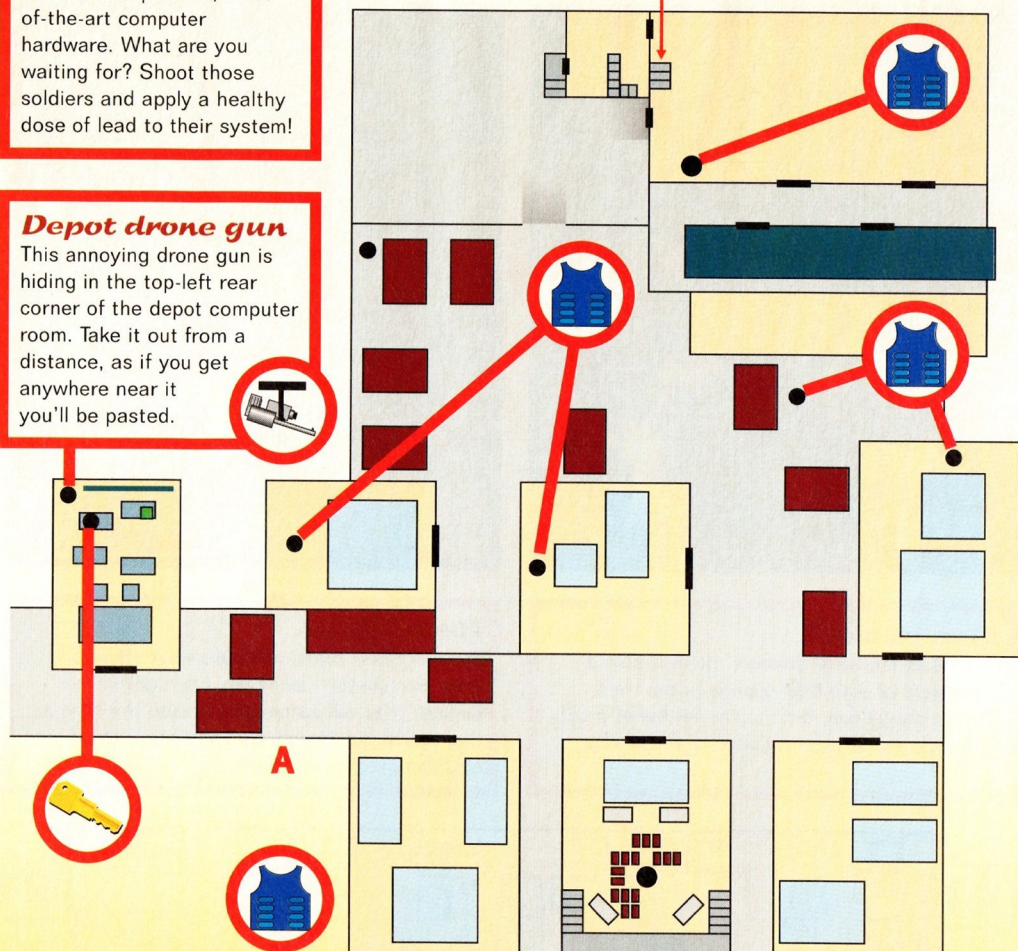 of-the-art computer
hardware. What are you
waiting for? Shoot those
soldiers and apply a healthy
dose of lead to their system!
Depot drone gun
This annoying drone gun is
hiding in the top-left rear
corner of the depot computer
room. Take it out from a
distance, as if you get
anywhere near it
you'll be pasted.
A